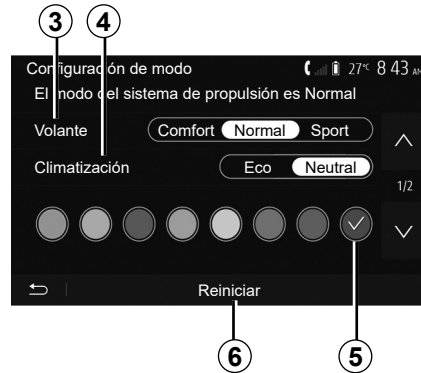 3
4
Configuración de modo 27°C 8 43 AM
El modo del sistema de propulsión es Normal
Volante Comfort Normal Sport
Climatización Eco Neutral
1/2
Reiniciar
6 5